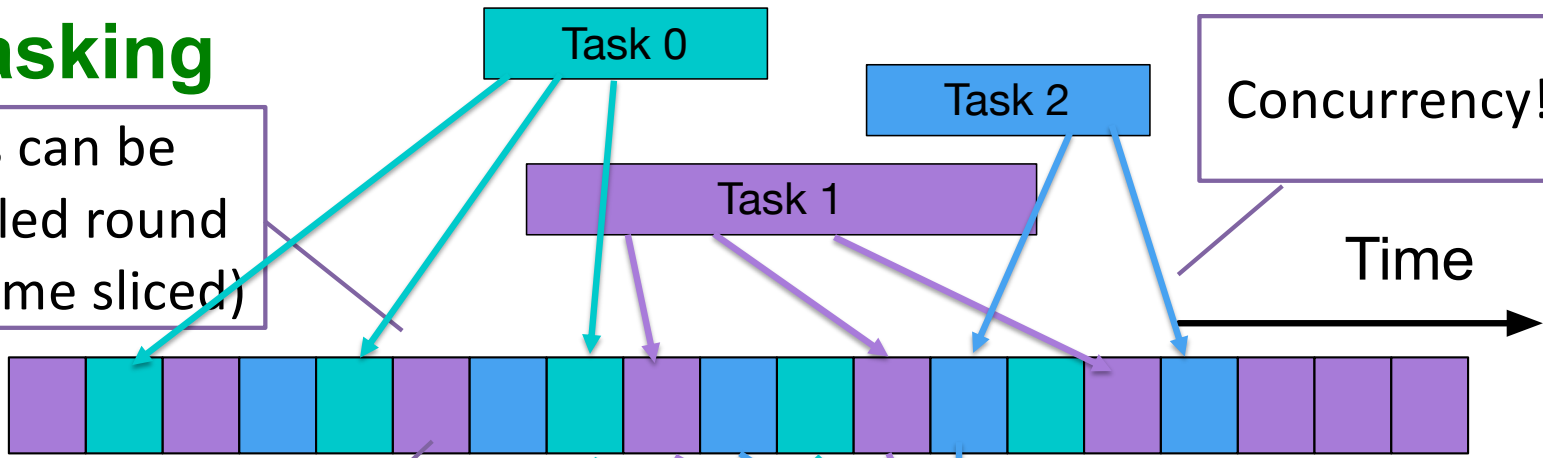 asking
Task 0
Task 2
Concurrency!
can be
led round
me sliced)
Task 1
Time